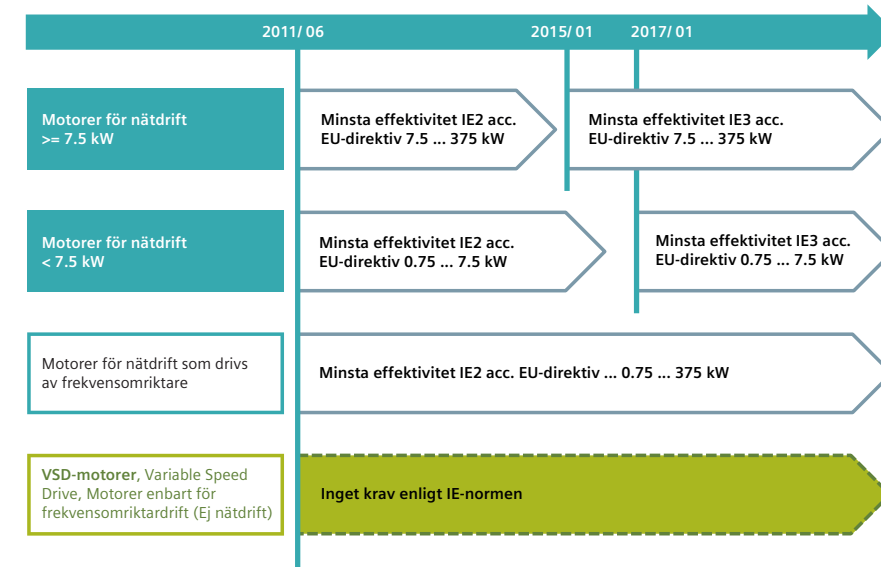 2011/ 06
2015/ 01
2017/ 01
Motorer för nätdrift
>= 7.5 kW
Minsta effektivitet IE2 acc.
EU-direktiv 7.5 ... 375 kW
Minsta effektivitet IE3 acc.
EU-direktiv 7.5 ... 375 kW
Motorer för nätdrift
< 7.5 kW
Minsta effektivitet IE2 acc.
EU-direktiv 0.75 ... 7.5 kW
Minsta effektivitet IE3 acc.
EU-direktiv 0.75 ... 7.5 kW
Motorer för nätdrift som drivs
av frekvensomriktare
Minsta effektivitet IE2 acc. EU-direktiv ... 0.75 ... 375 kW
VSD-motorer, Variable Speed
Drive, Motorer enbart för
frekvensomriktardrift (Ej nätdrift)
Inget krav enligt IE-normen